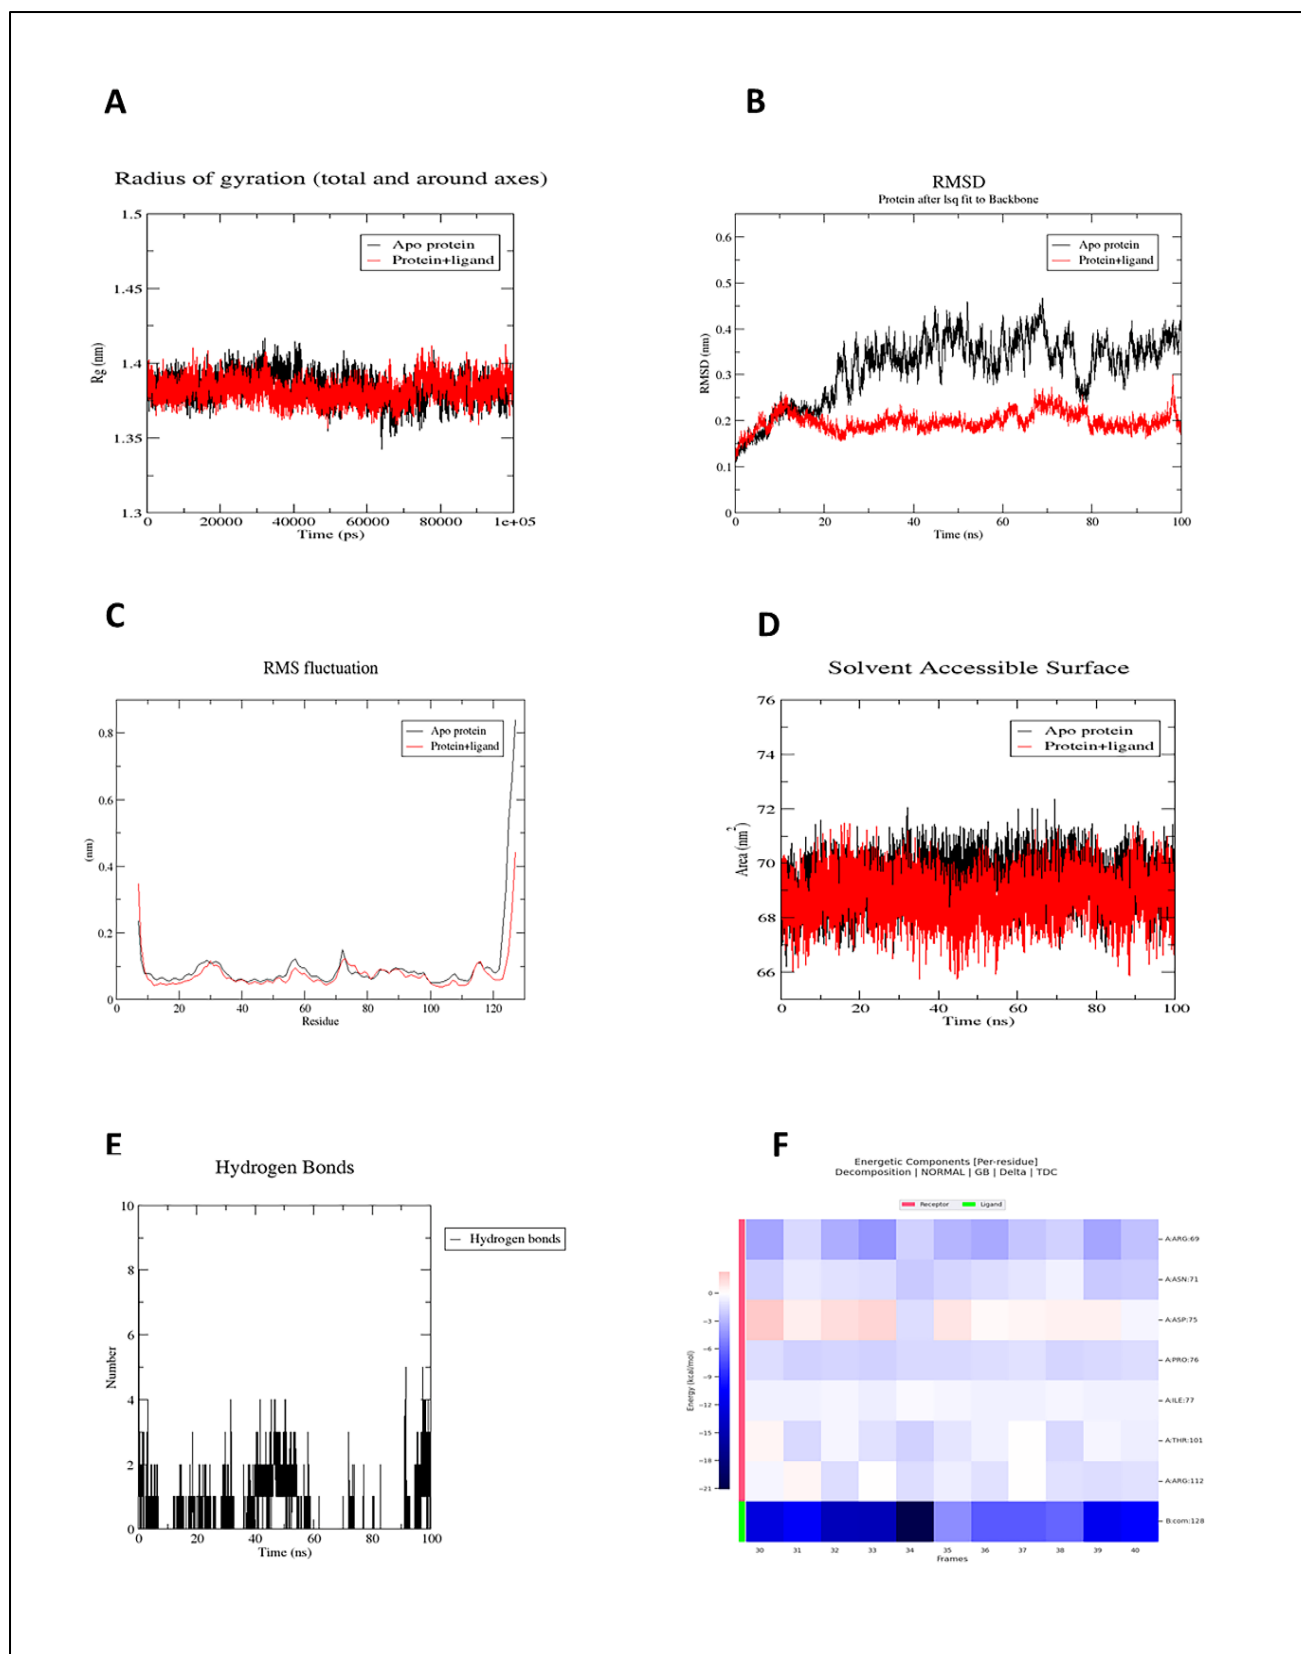 A
B
Radius of gyration (total and around axes)
1.5
1.45
1.4
1.35
1.3
Rg (nm)
Apo protein
Protein+ligand
0
20000
40000
60000
80000
1e+05
Time (ps)
RMSD
Protein after lsq fit to Backbone
0.6
0.5
0.4
0.3
0.2
0.1
0
RMSD (nm)
Apo protein
Protein+ligand
0
20
40
60
80
100
Time (ns)
C
D
RMS fluctuation
0.8
0.6
0.4
0.2
0
(nm)
Apo protein
Protein+ligand
0
20
40
60
80
100
120
Residue
Solvent Accessible Surface
76
74
72
70
68
66
Area (nm²)
Apo protein
Protein+ligand
0
20
40
60
80
100
Time (ns)
E
F
Hydrogen Bonds
10
8
6
4
2
0
Number
Hydrogen bonds
0
20
40
60
80
100
Time (ns)
Energetic Components [Per-residue]
Decomposition | NORMAL | GB | Delta | TDC
Receptor
Ligand
0
−3
−6
−9
−12
−15
−18
−21
Energy (kcal/mol)
A:ARG:69
A:ASN:71
A:ASP:75
A:PRO:76
A:ILE:77
A:THR:101
A:ARG:112
B:com:128
30
31
32
33
34
35
36
37
38
39
40
Frames